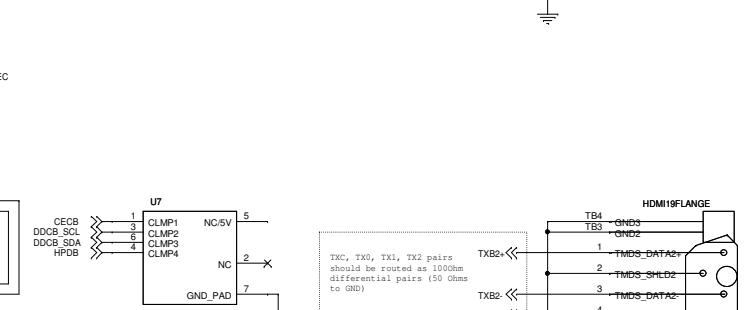 EC
U7
HDMI19FLANGE
CECB 1 CLMP1 NC/5V 5
DDCB_SCL 3 CLMP2
DDCB_SDA 6 CLMP3
HPDB 4 CLMP4
NC 2
GND_PAD 7
TXC, TX0, TX1, TX2 pairs
should be routed as 100Ohm
differential pairs (50 Ohms
to GND)
TB4 GND3
TB3 GND2
TXB2+ 1 TMDS_DATA2+
2 TMDS_SHLD2
TXB2- 3 TMDS_DATA2-
4